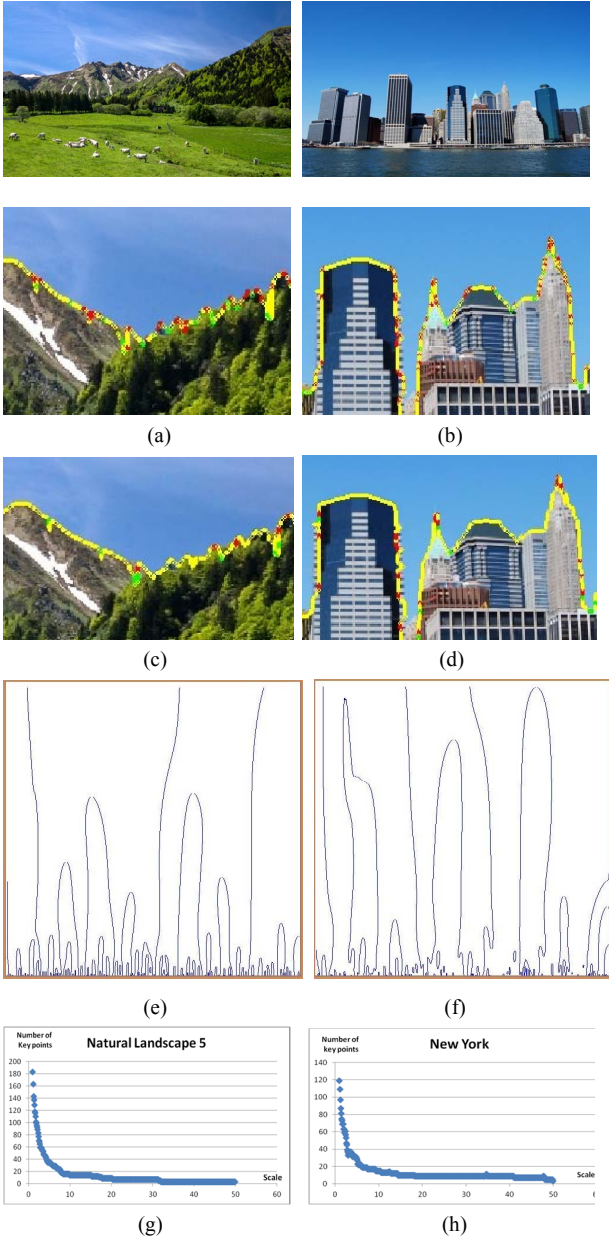 (a)
(b)
(c)
(d)
(e)
(f)
Number of
Key points
Natural Landscape 5
200
180
160
140
120
100
80
60
40
20
0
Scale
0 10 20 30 40 50 60
(g)
Number of
key points
New York
140
120
100
80
60
40
20
0
Scale
0 10 20 30 40 50
(h)